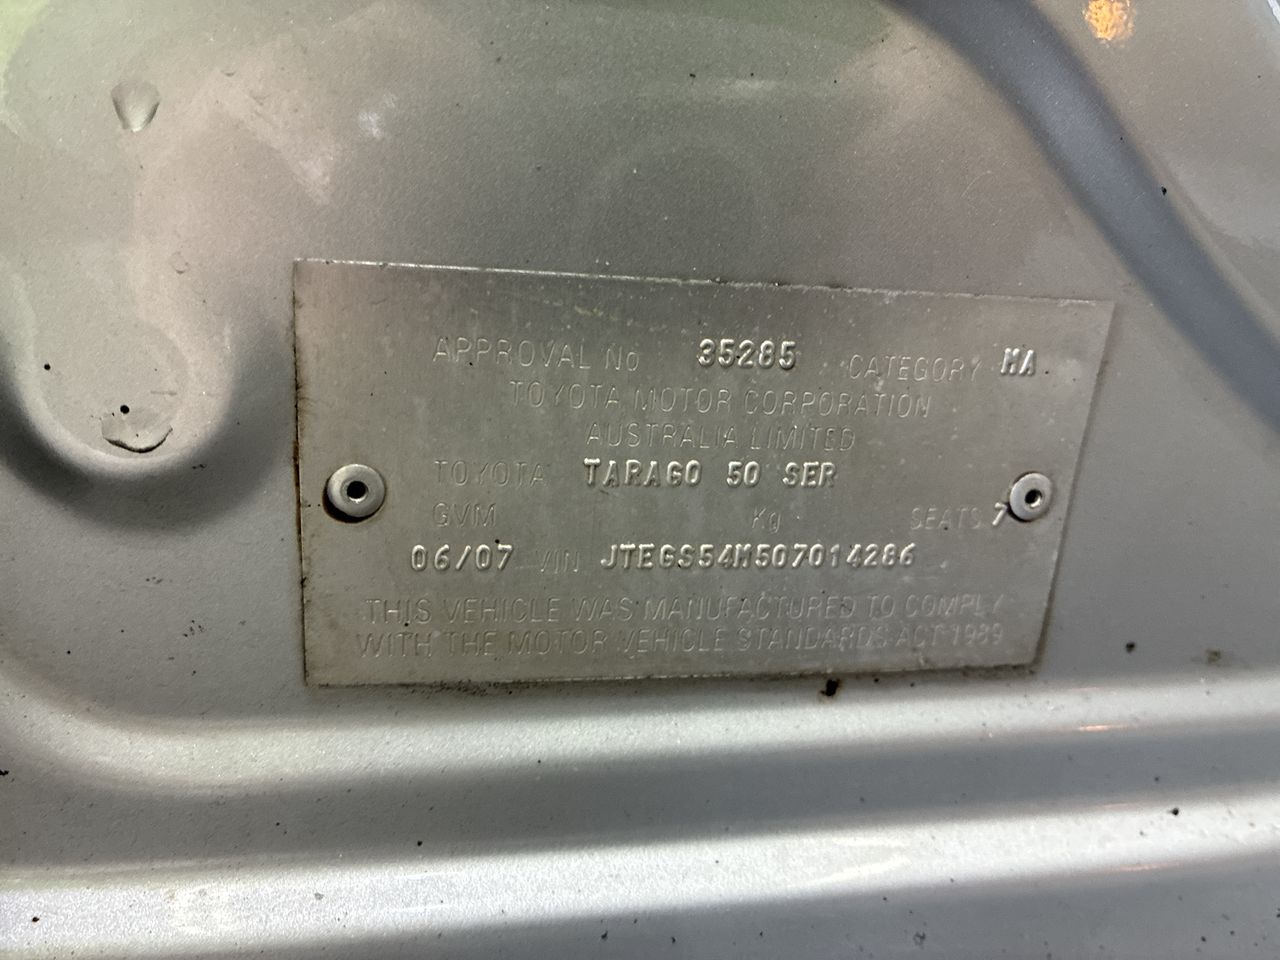 APPROVAL No 35285 CATEGORY MA
TOYOTA MOTOR CORPORATION
AUSTRALIA LIMITED
TOYOTA TARAGO 50 SER
GVM Kg SEATS 7
06/07 VIN JTEGS54M507014286
THIS VEHICLE WAS MANUFACTURED TO COMPLY
WITH THE MOTOR VEHICLE STANDARDS ACT 1989